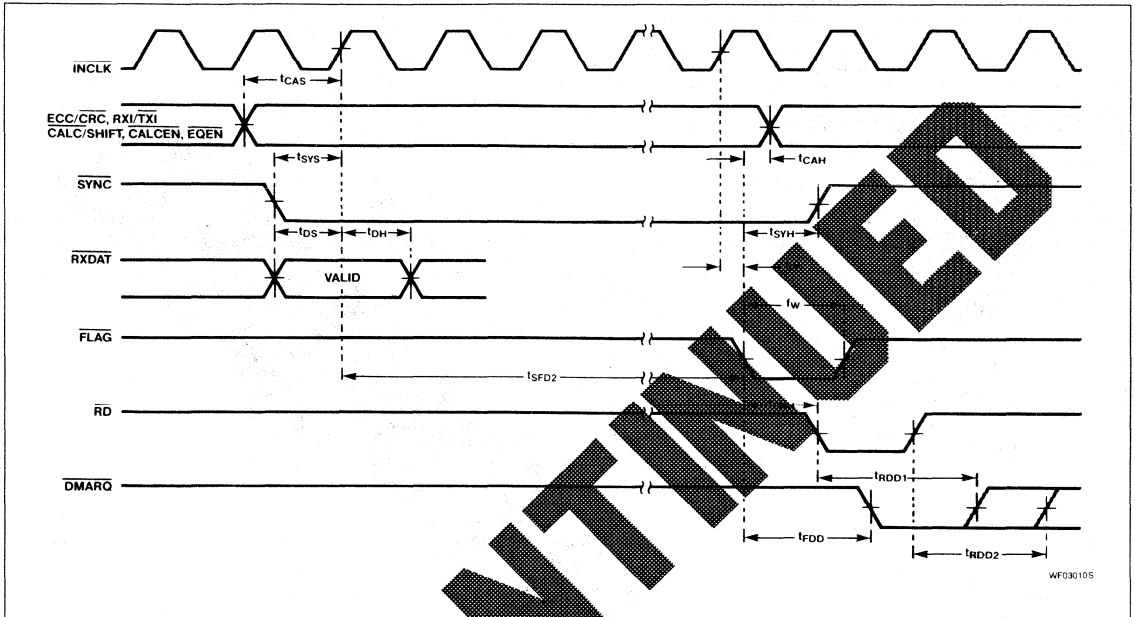 INCLK
tCAS
ECC/CRC, RXI/TXI
CALC/SHIFT, CALCEN, EQEN
tCAH
tSYS
SYNC
tDS
tDH
tSYH
RXDAT
VALID
tW
FLAG
tSFD2
RD
tRDD1
DMARQ
tFDD
tRDD2
WF03010S
NTINUED